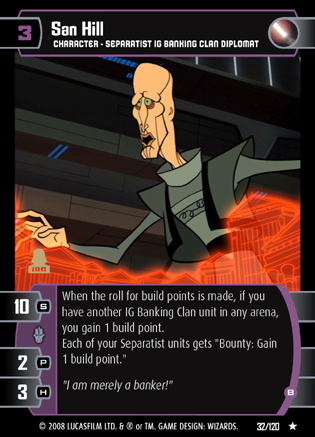 3
San Hill
CHARACTER - SEPARATIST IG BANKING CLAN DIPLOMAT
10 S
2 P
3 H
When the roll for build points is made, if you
have another IG Banking Clan unit in any arena,
you gain 1 build point.
Each of your Separatist units gets "Bounty: Gain
1 build point."
"I am merely a banker!"
B
© 2008 LUCASFILM LTD. & ® or TM. GAME DESIGN: WIZARDS.
32/120 ★